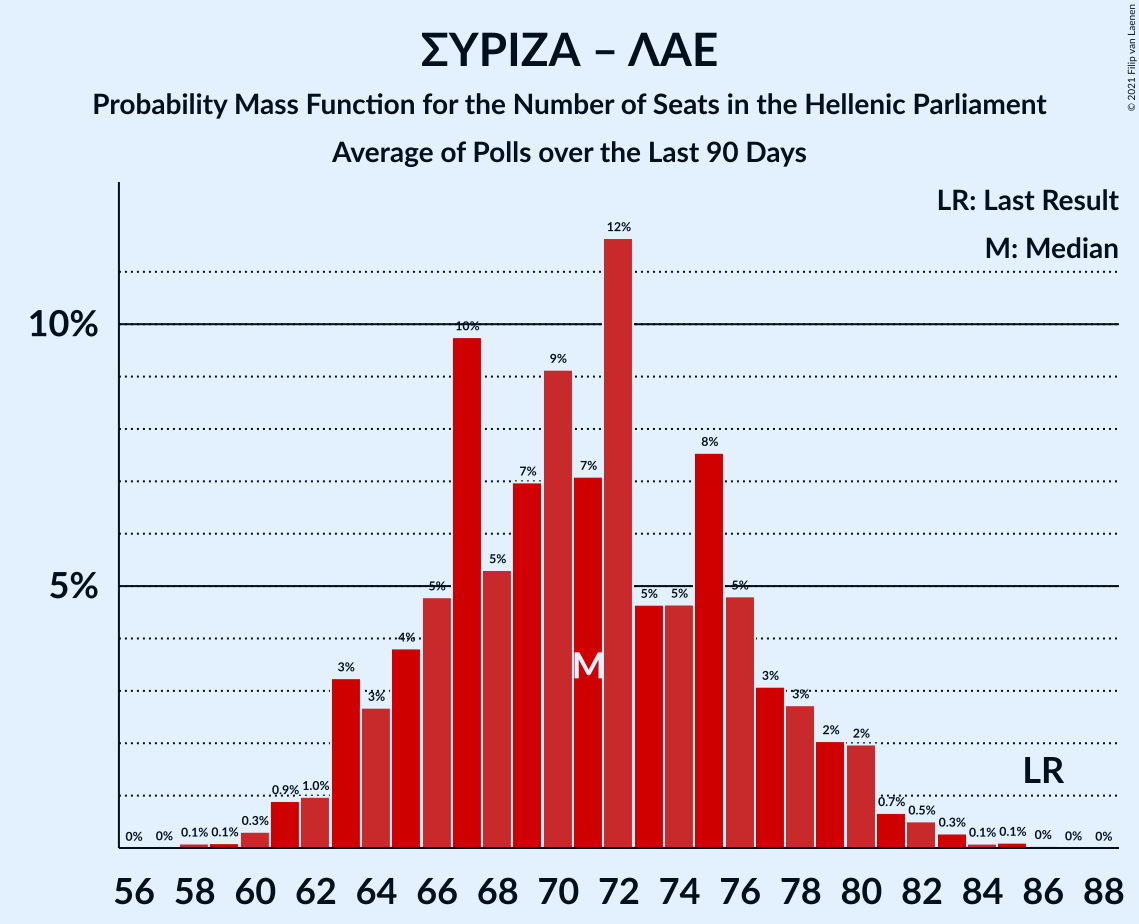 ΣΥΡΙΖΑ – ΛΑΕ
Probability Mass Function for the Number of Seats in the Hellenic Parliament
Average of Polls over the Last 90 Days
© 2021 Filip van Laenen
LR: Last Result
M: Median
10%
5%
0% 0% 0.1% 0.1% 0.3% 0.9% 1.0% 3% 3% 4% 5% 10% 5% 7% 9% 7% 12% 5% 5% 8% 5% 3% 3% 2% 2% 0.7% 0.5% 0.3% 0.1% 0.1% 0% 0% 0%
M
LR
56 58 60 62 64 66 68 70 72 74 76 78 80 82 84 86 88